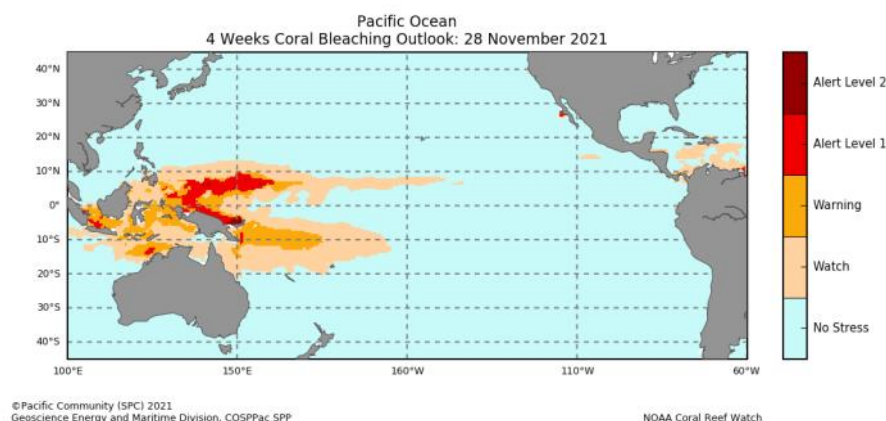 Pacific Ocean
4 Weeks Coral Bleaching Outlook: 28 November 2021
40°N
30°N
20°N
10°N
0°
10°S
20°S
30°S
40°S
100°E
150°E
160°W
110°W
60°W
Alert Level 2
Alert Level 1
Warning
Watch
No Stress
©Pacific Community (SPC) 2021
Geoscience Energy and Maritime Division, COSPPac SPP
NOAA Coral Reef Watch